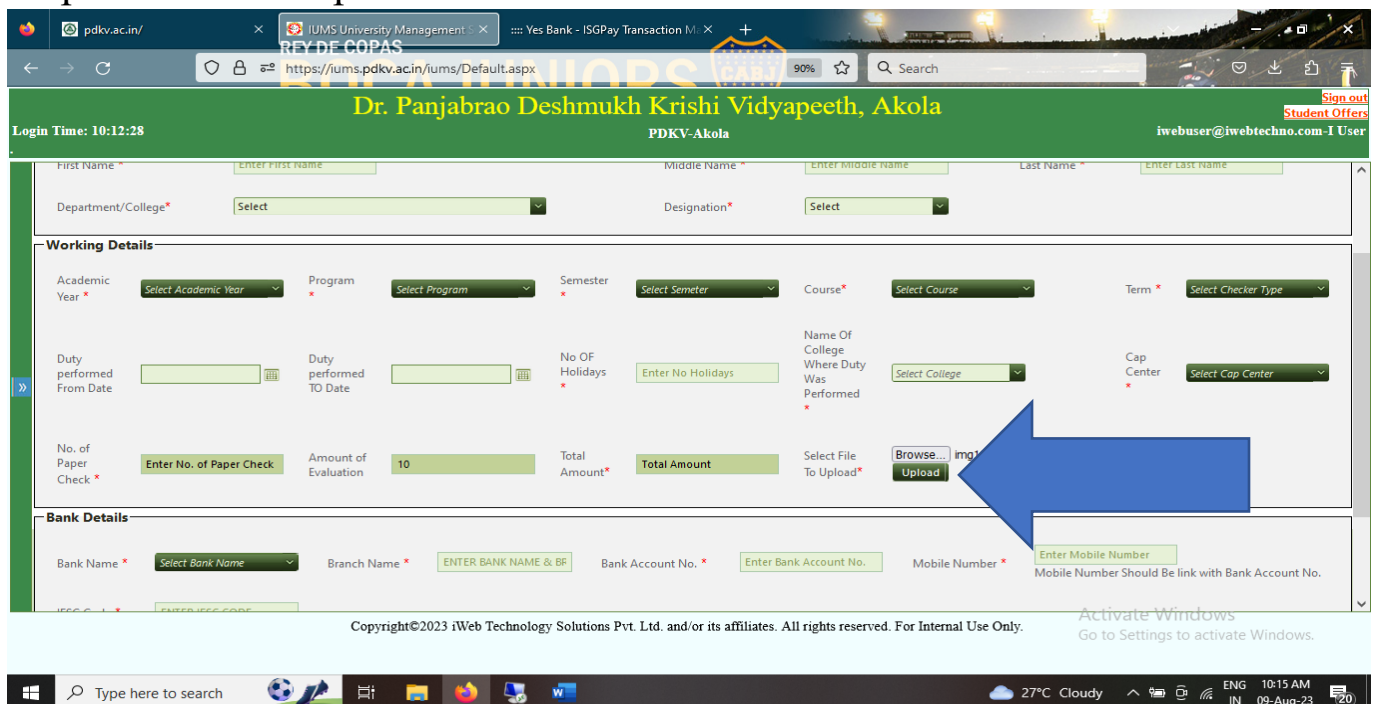 pdkv.ac.in/
IUMS University Management S
:::: Yes Bank - ISGPay Transaction M
REY DE COPAS
https://iums.pdkv.ac.in/iums/Default.aspx
BOCA JUNIORS
CABJ
90%
Search
Dr. Panjabrao Deshmukh Krishi Vidyapeeth, Akola
PDKV-Akola
Sign out
Student Offers
Login Time: 10:12:28
iwebuser@iwebtechno.com-I User
First Name *
Enter First Name
Middle Name *
Enter Middle Name
Last Name *
Enter Last Name
Department/College*
Select
Designation*
Select
Working Details
Academic
Year *
Select Academic Year
Program
*
Select Program
Semester
*
Select Semeter
Course*
Select Course
Term *
Select Checker Type
Duty
performed
From Date
Duty
performed
TO Date
No OF
Holidays
*
Enter No Holidays
Name Of
College
Where Duty
Was
Performed
*
Select College
Cap
Center
*
Select Cap Center
No. of
Paper
Check *
Enter No. of Paper Check
Amount of
Evaluation
10
Total
Amount*
Total Amount
Select File
To Upload*
Browse...
Upload
Bank Details
Bank Name *
Select Bank Name
Branch Name *
ENTER BANK NAME & BF
Bank Account No. *
Enter Bank Account No.
Mobile Number *
Enter Mobile Number
Mobile Number Should Be link with Bank Account No.
IFSC Code *
ENTER IFSC CODE
Copyright©2023 iWeb Technology Solutions Pvt. Ltd. and/or its affiliates. All rights reserved. For Internal Use Only.
Activate Windows
Go to Settings to activate Windows.
Type here to search
27°C Cloudy
ENG
IN
10:15 AM
09-Aug-23
20